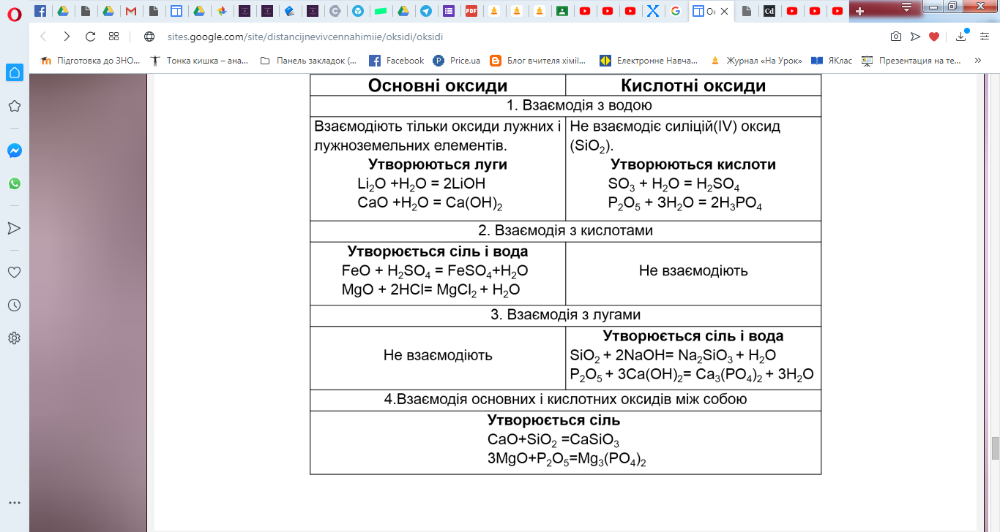 sites.google.com/site/distancijnevivcennahimiie/oksidi/oksidi
Підготовка до ЗНО... Тонка кишка – ана... Панель закладок (... Facebook Price.ua Блог вчителя хімії... Електронне Навча... Журнал «На Урок» ЯКлас Презентация на те... »
Основні оксиди Кислотні оксиди
1. Взаємодія з водою
Взаємодіють тільки оксиди лужних і
лужноземельних елементів.
Утворюються луги
Li₂O +H₂O = 2LiOH
CaO +H₂O = Ca(OH)₂
Не взаємодіє силіцій(IV) оксид
(SiO₂).
Утворюються кислоти
SO₃ + H₂O = H₂SO₄
P₂O₅ + 3H₂O = 2H₃PO₄
2. Взаємодія з кислотами
Утворюється сіль і вода
FeO + H₂SO₄ = FeSO₄+H₂O
MgO + 2HCl= MgCl₂ + H₂O
Не взаємодіють
3. Взаємодія з лугами
Не взаємодіють
Утворюється сіль і вода
SiO₂ + 2NaOH= Na₂SiO₃ + H₂O
P₂O₅ + 3Ca(OH)₂= Ca₃(PO₄)₂ + 3H₂O
4.Взаємодія основних і кислотних оксидів між собою
Утворюється сіль
CaO+SiO₂ =CaSiO₃
3MgO+P₂O₅=Mg₃(PO₄)₂